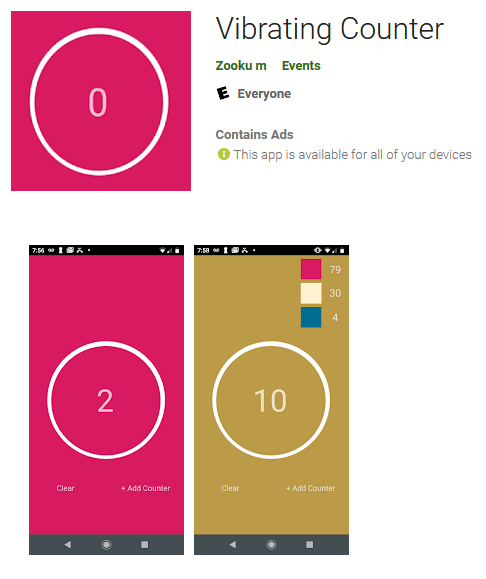 Vibrating Counter
0
Zooku m Events
E Everyone
Contains Ads
This app is available for all of your devices
7:56
2
Clear + Add Counter
7:58
79
30
4
10
Clear + Add Counter